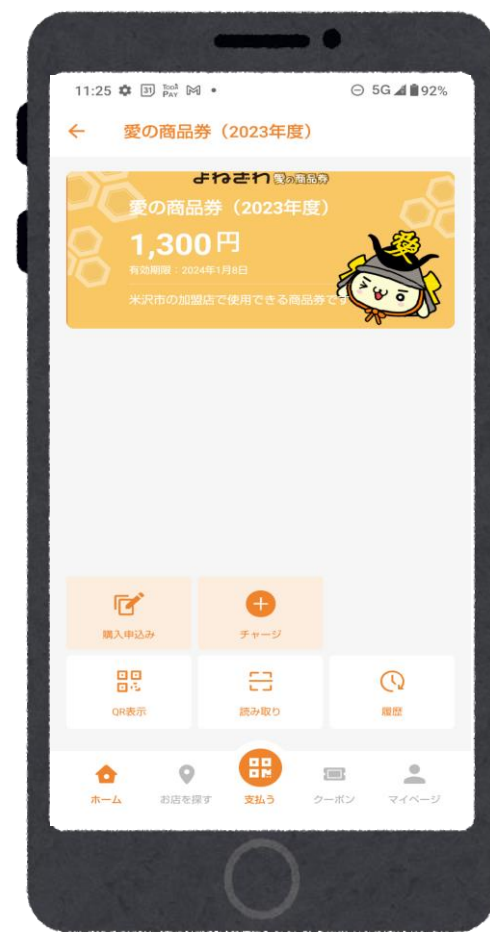 11:25 31 TOOL PAY 5G 92%
愛の商品券（2023年度）
よねざわ 愛の商品券
愛の商品券（2023年度）
愛
1,300円
有効期限：2024年1月8日
米沢市の加盟店で使用できる商品券です
購入申込み チャージ
QR表示 読み取り 履歴
ホーム お店を探す 支払う クーポン マイページ